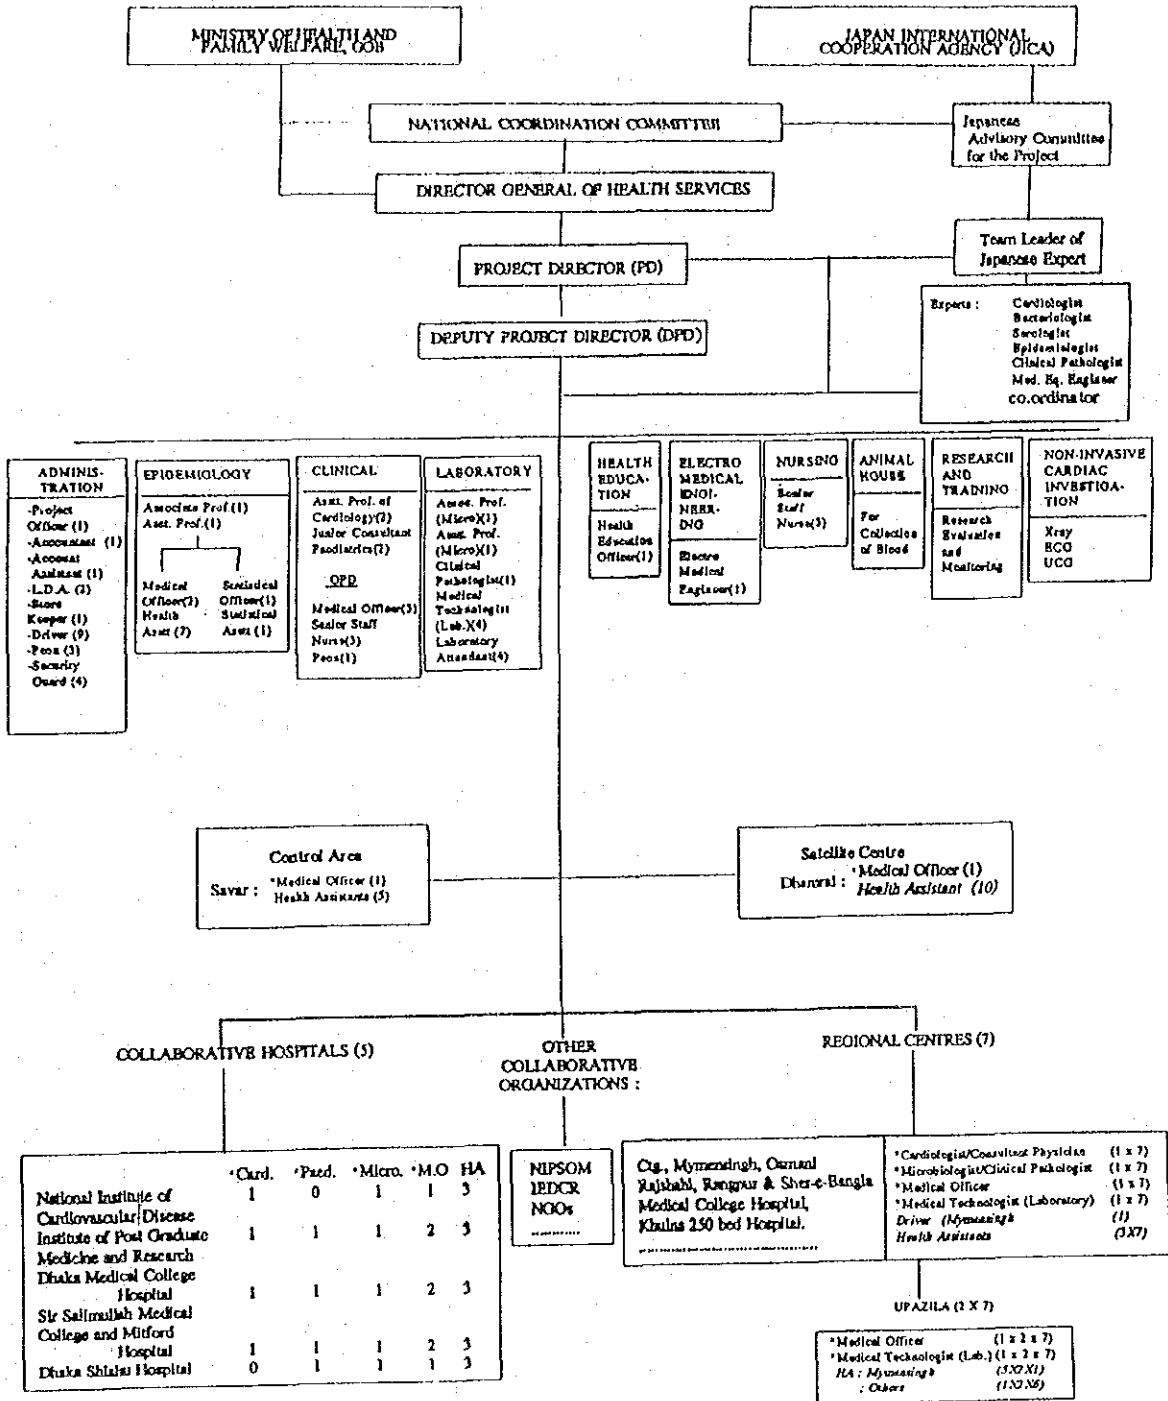 MINISTRY OF HEALTH AND
FAMILY WELFARE, GOB
JAPAN INTERNATIONAL
COOPERATION AGENCY (JICA)
NATIONAL COORDINATION COMMITTER
Japanese
Advisory Committee
for the Project
DIRECTOR GENERAL OF HEALTH SERVICES
Team Leader of
Japanese Expert
PROJECT DIRECTOR (PD)
Experts : Cardiologist
Bacteriologist
Serologist
Epidemiologist
Clinical Pathologist
Med. Eq. Engineer
co.ordinator
DEPUTY PROJECT DIRECTOR (DPD)
ADMINIS-
TRATION
-Project
Officer (1)
-Accountant (1)
-Account
Assistant (1)
-L.D.A. (2)
-Store
Keeper (1)
-Driver (9)
-Peon (3)
-Security
Guard (4)
EPIDEMIOLOGY
Associate Prof.(1)
Asst. Prof.(1)
Medical
Officer(2)
Health
Asstt (7)
Statistical
Officer(1)
Statistical
Asstt (1)
CLINICAL
Asst. Prof. of
Cardiology(2)
Junior Consultant
Paediatrics(2)
OPD
Medical Officer(3)
Senior Staff
Nurse(3)
Peon(1)
LABORATORY
Assoc. Prof.
(Micro)(1)
Asst. Prof.
(Micro)(1)
Clinical
Pathologist(1)
Medical
Technologist
(Lab.)(4)
Laboratory
Attendant(4)
HEALTH
EDUCA-
TION
Health
Education
Officer(1)
ELECTRO
MEDICAL
ENGI-
NEER-
ING
Electro
Medical
Engineer(1)
NURSING
Senior
Staff
Nurse(3)
ANIMAL
HOUSE
For
Collection
of Blood
RESEARCH
AND
TRAINING
Research
Evaluation
and
Monitoring
NON-INVASIVE
CARDIAC
INVESTIGA-
TION
Xray
ECG
UCG
Control Area
Savar : *Medical Officer (1)
Health Assistants (5)
Satellite Centre
Dhamrai : *Medical Officer (1)
Health Assistant (10)
COLLABORATIVE HOSPITALS (5)
OTHER
COLLABORATIVE
ORGANIZATIONS :
REGIONAL CENTRES (7)
*Card. *Paed. *Micro. *M.O HA
National Institute of 1 0 1 1 3
Cardiovascular Disease
Institute of Post Graduate 1 1 1 2 3
Medicine and Research
Dhaka Medical College
Hospital 1 1 1 2 3
Sir Salimullah Medical
College and Mitford
Hospital 1 1 1 2 3
Dhaka Shishu Hospital 0 1 1 1 3
NIPSOM
IEDCR
NGOs
............
Ctg., Mymensingh, Osmani
Rajshahi, Rangpur & Sher-e-Bangla
Medical College Hospital,
Khulna 250 bed Hospital.
........................................
*Cardiologist/Consultant Physician (1 x 7)
*Microbiologist/Clinical Pathologist (1 x 7)
*Medical Officer (1 x 7)
*Medical Technologist (Laboratory) (1 x 7)
Driver (Mymensingh (1)
Health Assistants (3X7)
UPAZILA (2 X 7)
*Medical Officer (1 x 2 x 7)
*Medical Technologist (Lab.) (1 x 2 x 7)
HA : Mymensingh
: Others